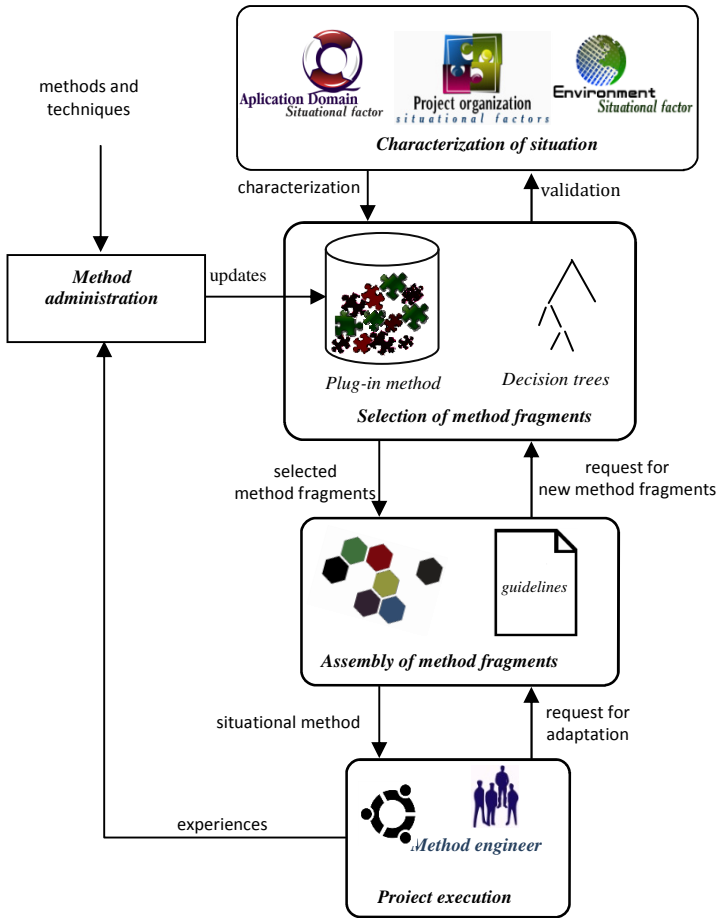 Aplication Domain
Situational factor
Project organization
situational factors
Environment
Situational factor
Characterization of situation
methods and
techniques
characterization
validation
Method
administration
updates
Plug-in method
Decision trees
Selection of method fragments
selected
method fragments
request for
new method fragments
guidelines
Assembly of method fragments
situational method
request for
adaptation
experiences
Method engineer
Project execution